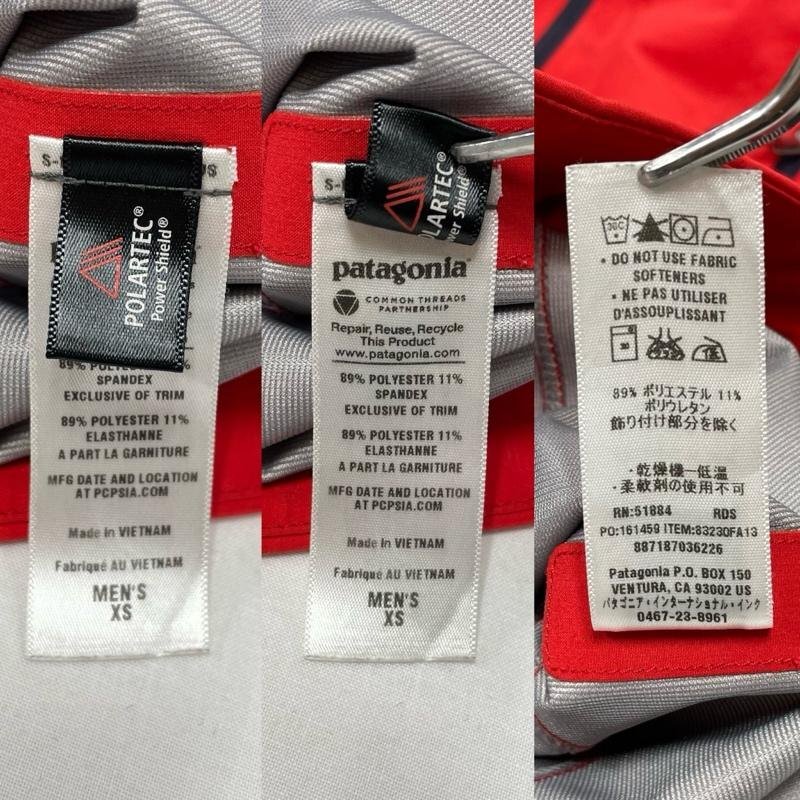 S-
US
POLARTEC®
Power Shield®
89% POLYESTER 11%
SPANDEX
EXCLUSIVE OF TRIM
89% POLYESTER 11%
ELASTHANNE
A PART LA GARNITURE
MFG DATE AND LOCATION
AT PCPSIA.COM
Made in VIETNAM
Fabriqué AU VIETNAM
MEN'S
XS
S-
POLARTEC®
Power Shield®
patagonia®
COMMON THREADS
PARTNERSHIP
Repair, Reuse, Recycle
This Product
www.patagonia.com
89% POLYESTER 11%
SPANDEX
EXCLUSIVE OF TRIM
89% POLYESTER 11%
ELASTHANNE
A PART LA GARNITURE
MFG DATE AND LOCATION
AT PCPSIA.COM
Made in VIETNAM
Fabriqué AU VIETNAM
MEN'S
XS
30C
• DO NOT USE FABRIC
SOFTENERS
• NE PAS UTILISER
D'ASSOUPLISSANT
30
低
89% ポリエステル 11%
ポリウレタン
飾り付け部分を除く
・乾燥機ー低温
・柔軟剤の使用不可
RN:51884 RDS
PO:161459 ITEM:83230FA13
887187036226
Patagonia P.O. BOX 150
VENTURA, CA 93002 US
パタゴニア・インターナショナル・インク
0467-23-8961